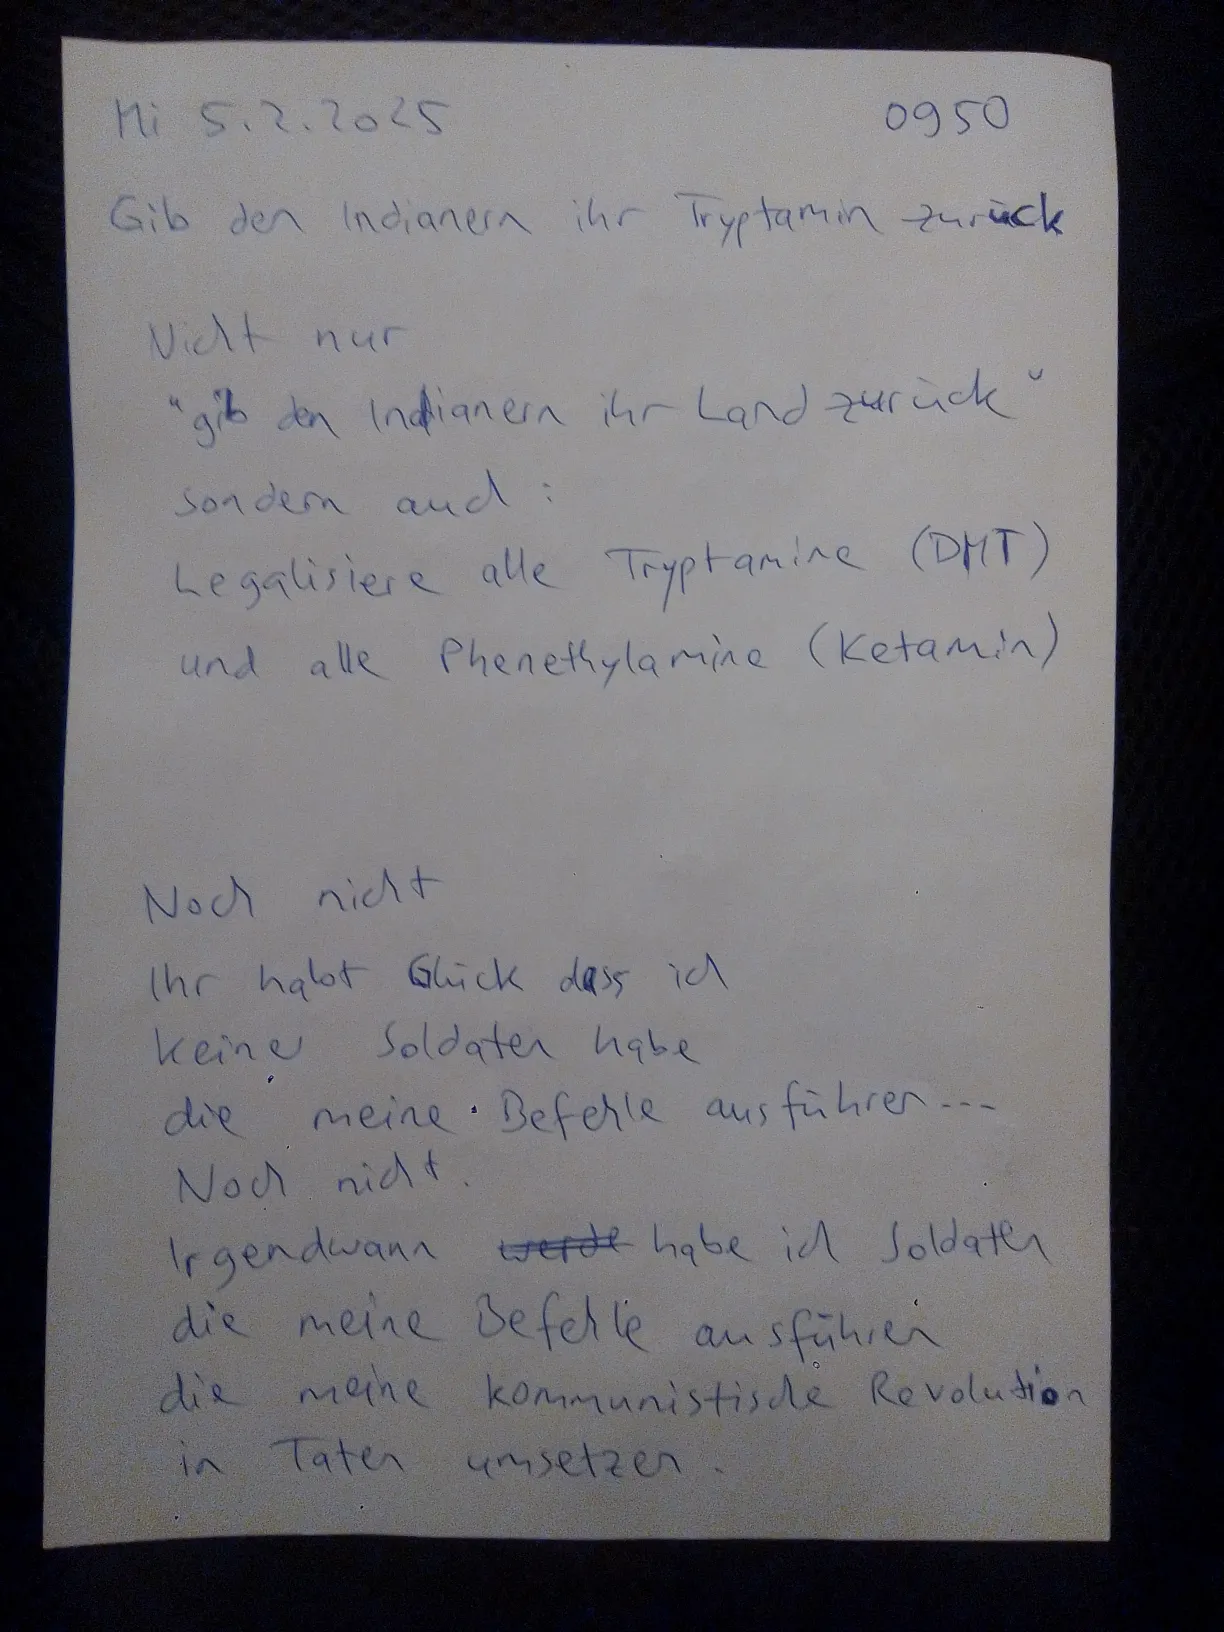 Mi 5.2.2025 0950
Gib den Indianern ihr Tryptamin zurück
Nicht nur
"gib den Indianern ihr Land zurück"
sondern auch :
Legalisiere alle Tryptamine (DMT)
und alle Phenethylamine (Ketamin)
Noch nicht
Ihr habt Glück dass ich
keine Soldaten habe
die meine Befehle ausführen...
Noch nicht.
Irgendwann werde habe ich Soldaten
die meine Befehle ausführen
die meine kommunistische Revolution
in Taten umsetzen.